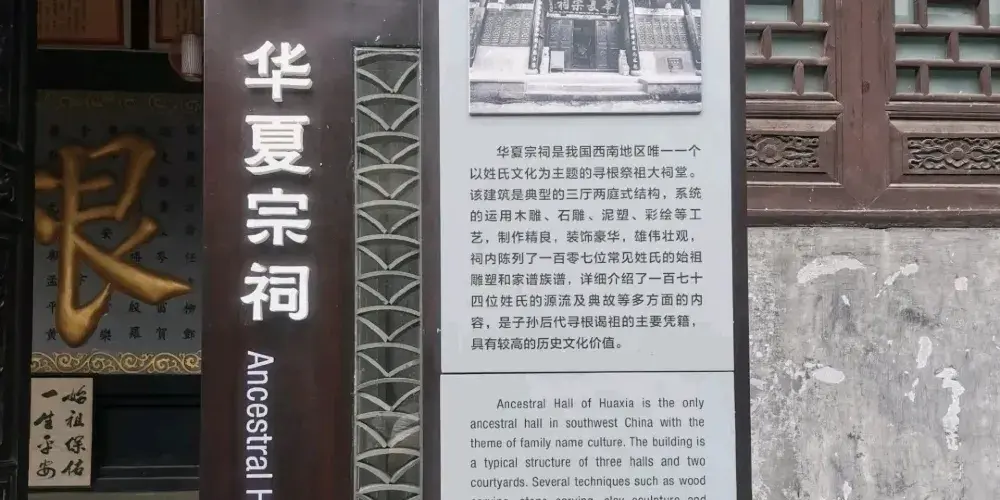 华夏宗祠
Ancestral H
华夏宗祠是我国西南地区唯一一个
以姓氏文化为主题的寻根祭祖大祠堂。
该建筑是典型的三厅两庭式结构，系统
的运用木雕、石雕、泥塑、彩绘等工
艺，制作精良，装饰豪华，雄伟壮观，
祠内陈列了一百零七位常见姓氏的始祖
雕塑和家谱族谱，详细介绍了一百七十
四位姓氏的源流及典故等多方面的内
容，是子孙后代寻根谒祖的主要凭籍，
具有较高的历史文化价值。
Ancestral Hall of Huaxia is the only
ancestral hall in southwest China with the
theme of family name culture. The building is
a typical structure of three halls and two
courtyards. Several techniques such as wood
carving, stone carving, clay sculpture and
始祖保佑
一生平安